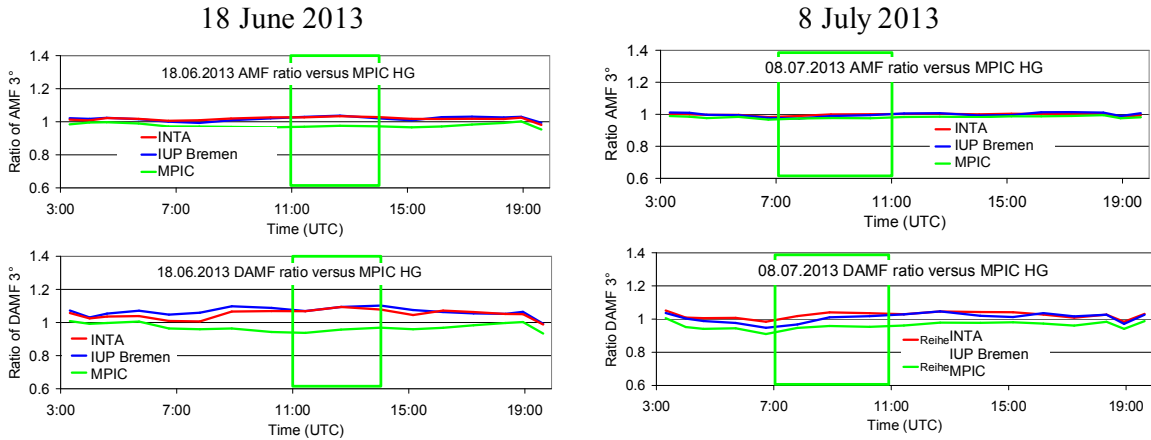 18 June 2013
8 July 2013
Ratio of AMF 3°
1.4
1.2
1
0.8
0.6
18.06.2013 AMF ratio versus MPIC HG
INTA
IUP Bremen
MPIC
3:00 7:00 11:00 15:00 19:00
Time (UTC)
Ratio AMF 3°
1.4
1.2
1
0.8
0.6
08.07.2013 AMF ratio versus MPIC HG
INTA
IUP Bremen
MPIC
3:00 7:00 11:00 15:00 19:00
Time (UTC)
Ratio of DAMF 3°
1.4
1.2
1
0.8
0.6
18.06.2013 DAMF ratio versus MPIC HG
INTA
IUP Bremen
MPIC
3:00 7:00 11:00 15:00 19:00
Time (UTC)
Ratio DAMF 3°
1.4
1.2
1
0.8
0.6
08.07.2013 DAMF ratio versus MPIC HG
Reihe INTA
IUP Bremen
Reihe MPIC
3:00 7:00 11:00 15:00 19:00
Time (UTC)